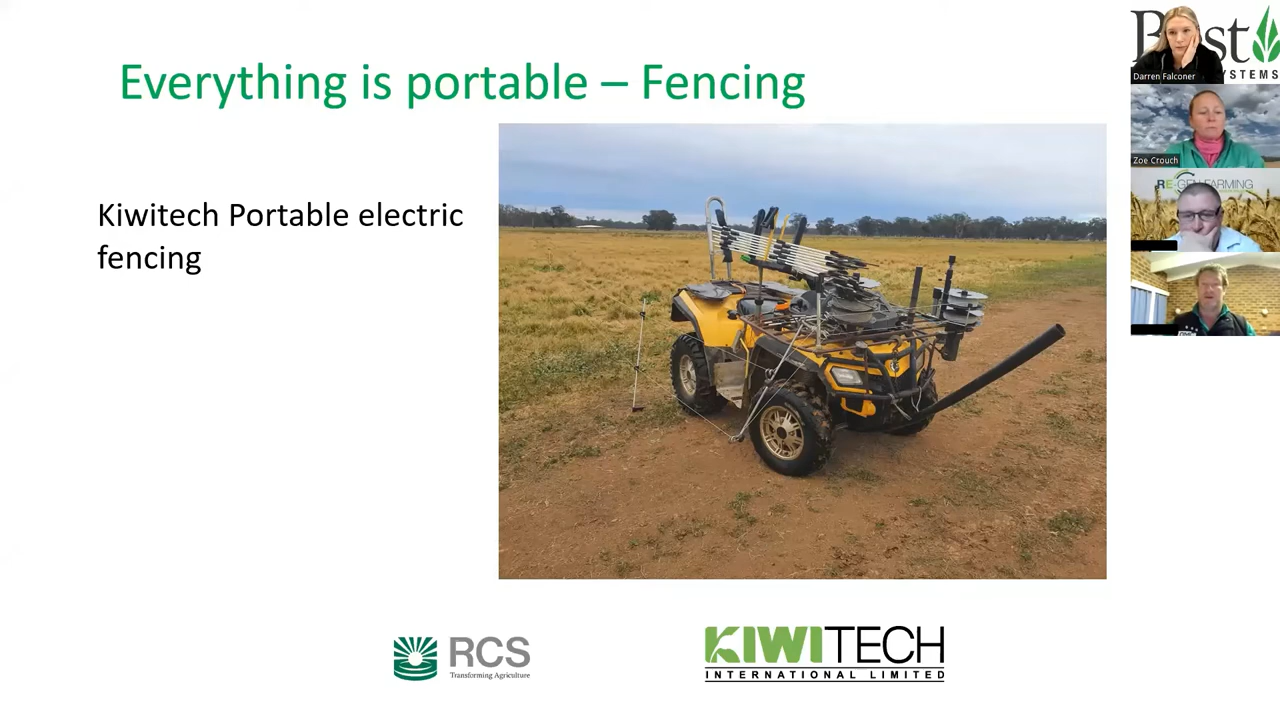 Everything is portable – Fencing
Kiwitech Portable electric
fencing
RCS
Transforming Agriculture
KIWITECH
INTERNATIONAL LIMITED
Darren Falconer
Zoe Crouch
RE-GEN FARMING